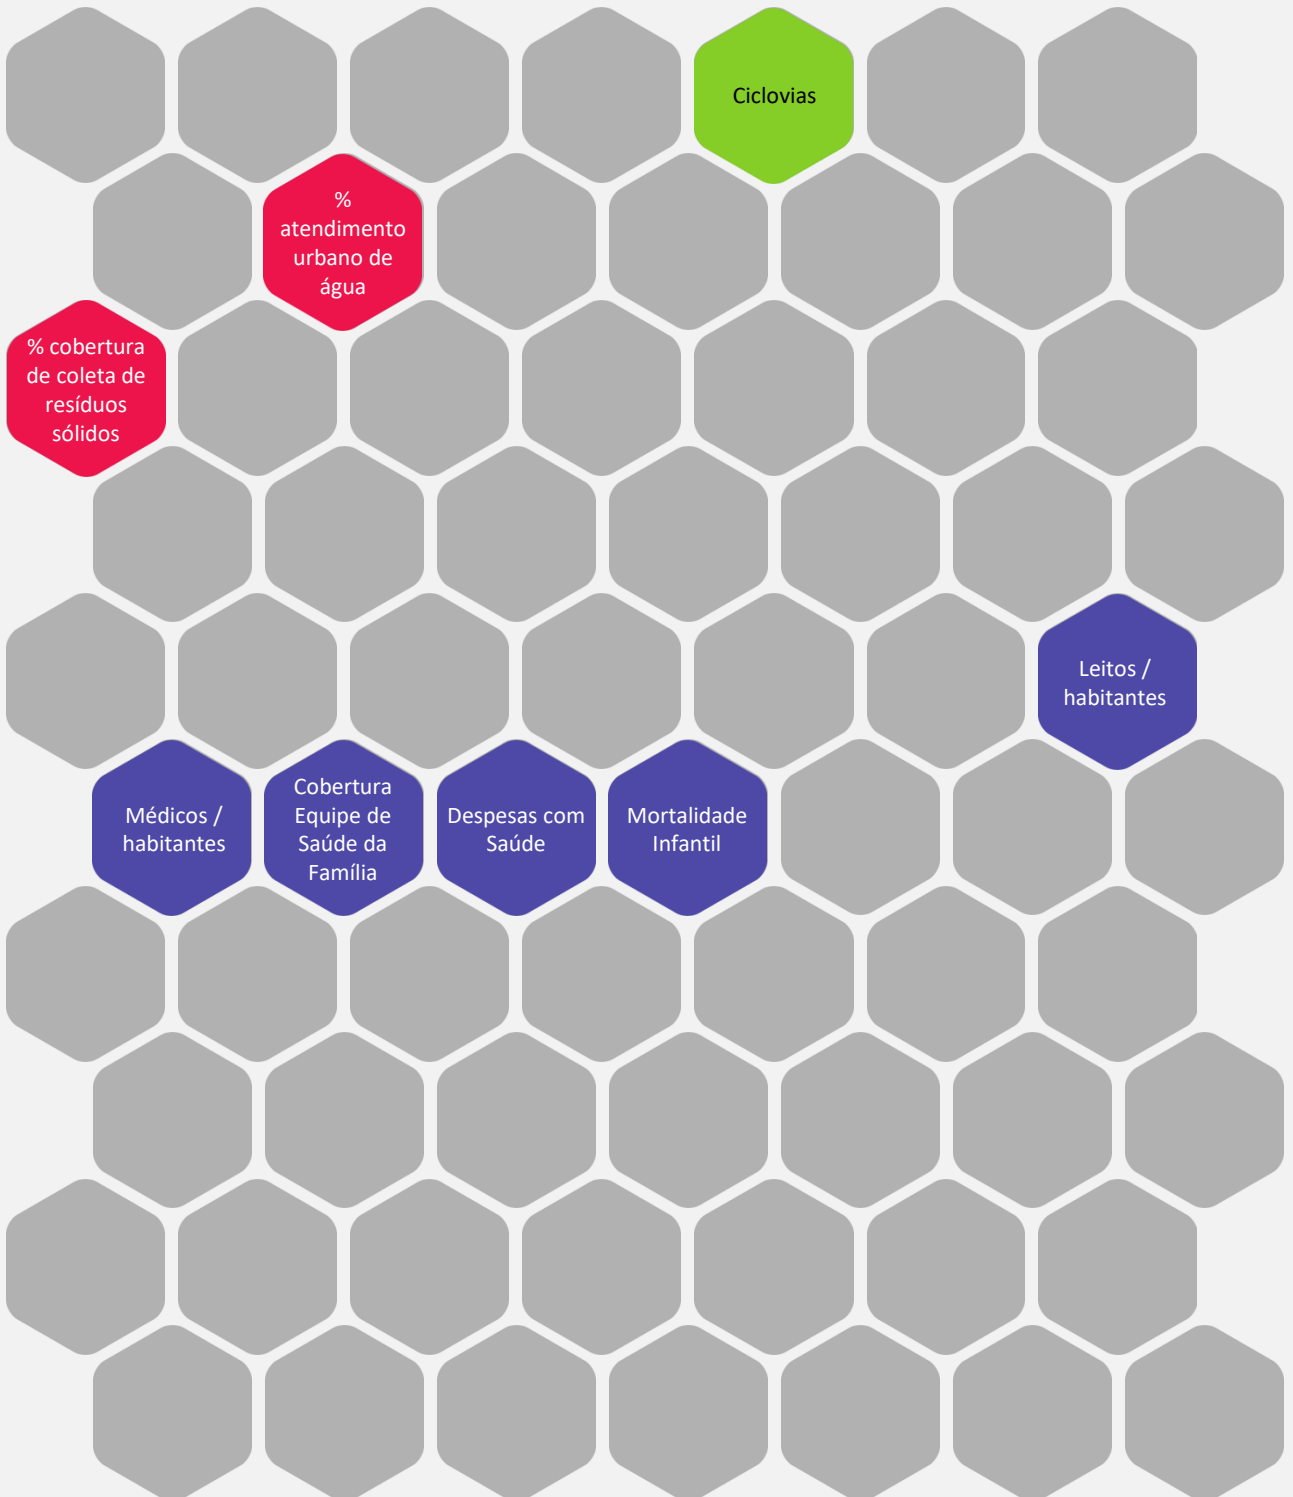 Ciclovias
%
atendimento
urbano de
água
% cobertura
de coleta de
resíduos
sólidos
Leitos /
habitantes
Médicos /
habitantes
Cobertura
Equipe de
Saúde da
Família
Despesas com
Saúde
Mortalidade
Infantil